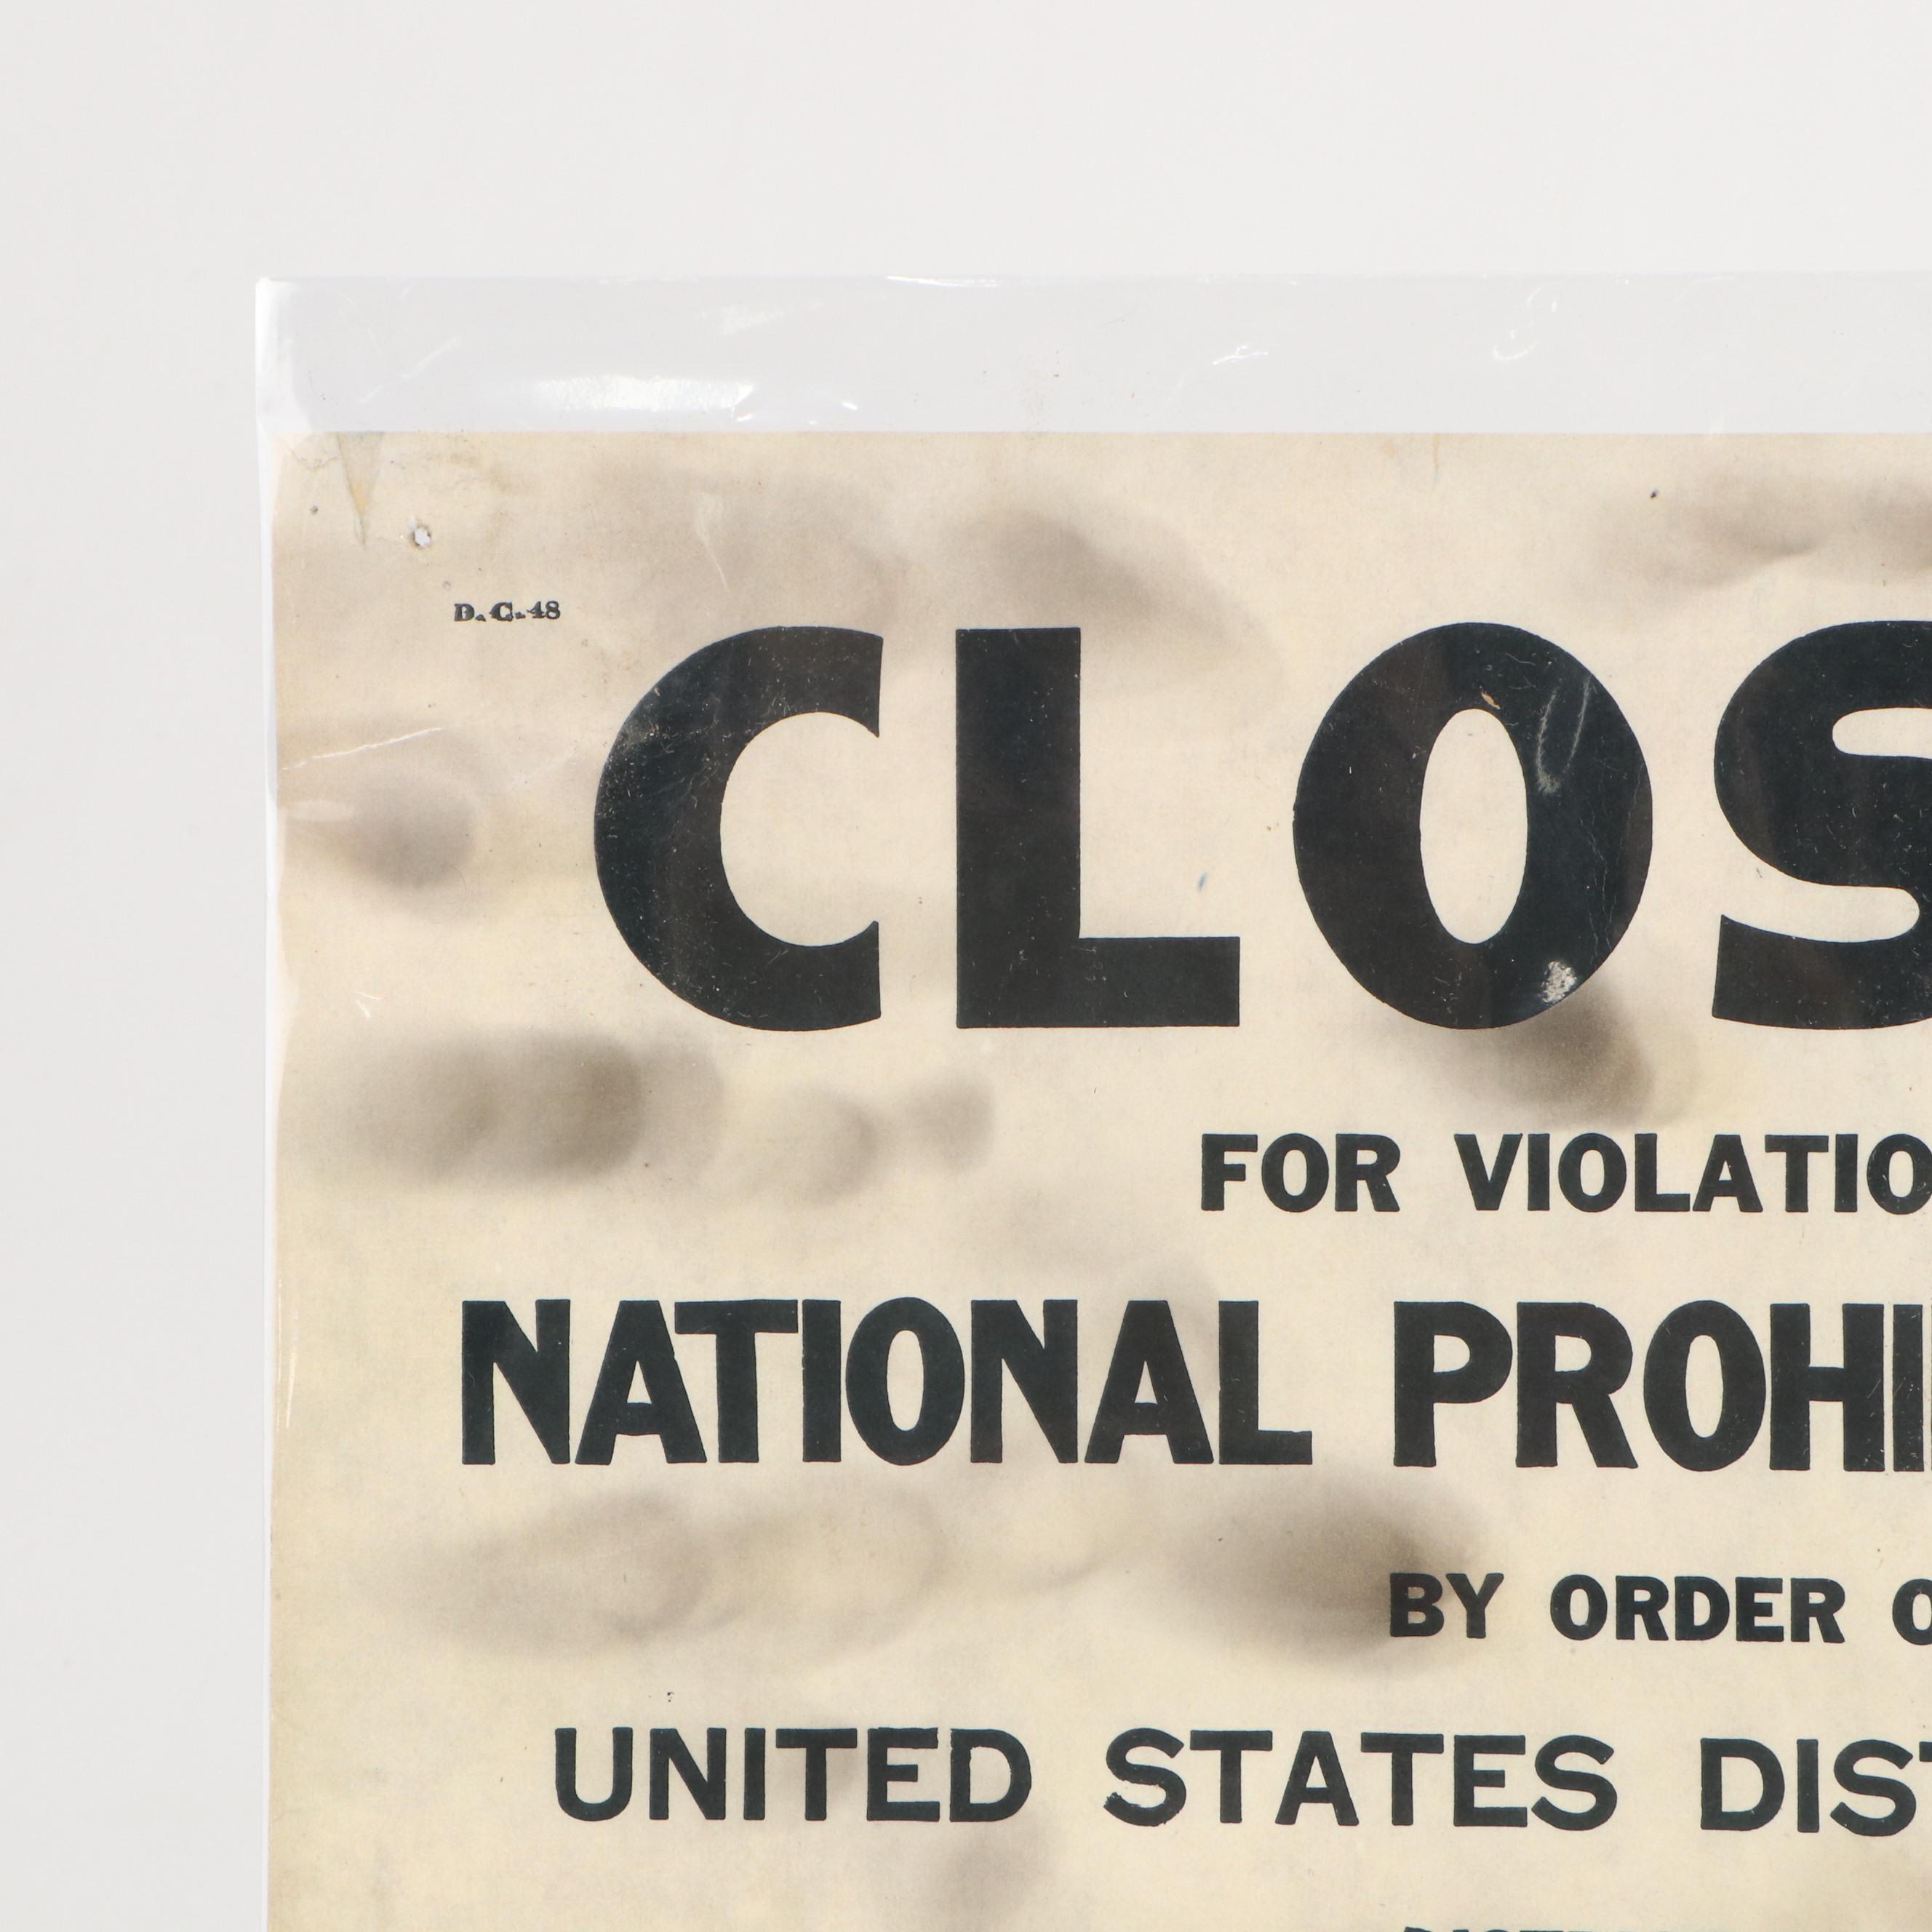 D. C. 48
CLOS
FOR VIOLATIO
NATIONAL PROHI
BY ORDER O
UNITED STATES DIST